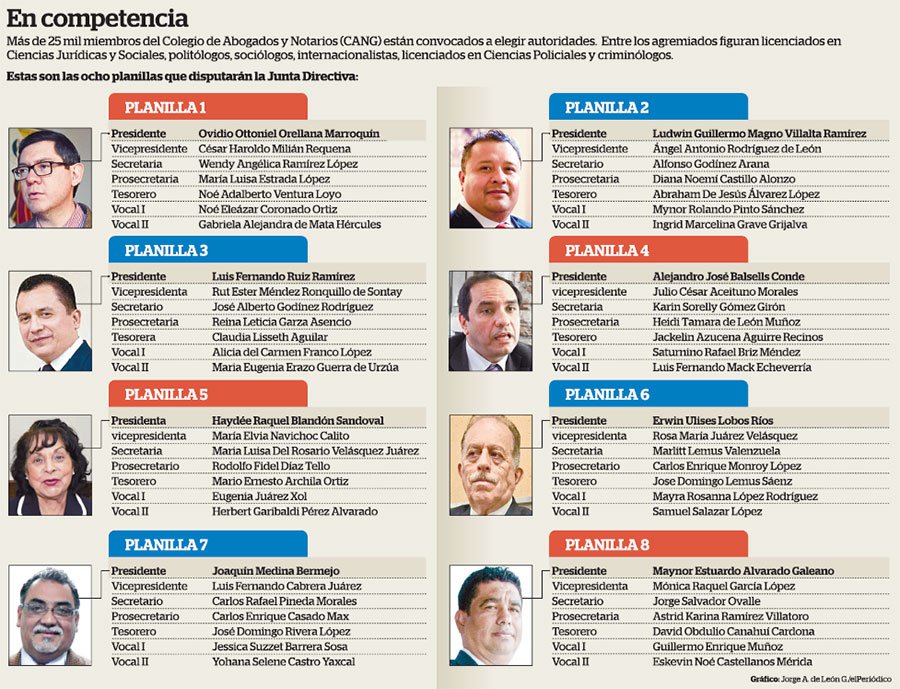 En competencia
Más de 25 mil miembros del Colegio de Abogados y Notarios (CANG) están convocados a elegir autoridades. Entre los agremiados figuran licenciados en
Ciencias Jurídicas y Sociales, politólogos, sociólogos, internacionalistas, licenciados en Ciencias Policiales y criminólogos.
Estas son las ocho planillas que disputarán la Junta Directiva:
PLANILLA 1
Presidente Ovidio Ottoniel Orellana Marroquín
Vicepresidente César Haroldo Milián Requena
Secretaria Wendy Angélica Ramírez López
Prosecretaria María Luisa Estrada López
Tesorero Noé Adalberto Ventura Loyo
Vocal I Noé Eleázar Coronado Ortiz
Vocal II Gabriela Alejandra de Mata Hércules
PLANILLA 2
Presidente Ludwin Guillermo Magno Villalta Ramírez
Vicepresidente Ángel Antonio Rodríguez de León
Secretario Alfonso Godínez Arana
Prosecretaria Diana Noemí Castillo Alonzo
Tesorero Abraham De Jesús Álvarez López
Vocal I Mynor Rolando Pinto Sánchez
Vocal II Ingrid Marcelina Grave Grijalva
PLANILLA 3
Presidente Luis Fernando Ruiz Ramírez
Vicepresidenta Rut Ester Méndez Ronquillo de Sontay
Secretario José Alberto Godínez Rodríguez
Prosecretaria Reina Leticia Garza Asencio
Tesorera Claudia Lisseth Aguilar
Vocal I Alicia del Carmen Franco López
Vocal II Maria Eugenia Erazo Guerra de Urzúa
PLANILLA 4
Presidente Alejandro José Balsells Conde
vicepresidente Julio César Aceituno Morales
Secretaria Karin Sorelly Gómez Girón
Prosecretaria Heidi Tamara de León Muñoz
Tesorero Jackelin Azucena Aguirre Recinos
Vocal I Saturnino Rafael Briz Méndez
Vocal II Luis Fernando Mack Echeverría
PLANILLA 5
Presidenta Haydée Raquel Blandón Sandoval
vicepresidenta María Elvia Navichoc Calito
Secretaria María Luisa Del Rosario Velásquez Juárez
Prosecretario Rodolfo Fidel Díaz Tello
Tesorero Mario Ernesto Archila Ortiz
Vocal I Eugenia Juárez Xol
Vocal II Herbert Garibaldi Pérez Alvarado
PLANILLA 6
Presidente Erwin Ulises Lobos Ríos
vicepresidente Rosa María Juárez Velásquez
Secretaria Marlitt Lemus Valenzuela
Prosecretario Carlos Enrique Monroy López
Tesorero Jose Domingo Lemus Sáenz
Vocal I Mayra Rosanna López Rodríguez
Vocal II Samuel Salazar López
PLANILLA 7
Presidente Joaquín Medina Bermejo
Vicepresidente Luis Fernando Cabrera Juárez
Secretario Carlos Rafael Pineda Morales
Prosecretario Carlos Enrique Casado Max
Tesorero José Domingo Rivera López
Vocal I Jessica Suzzet Barrera Sosa
Vocal II Yohana Selene Castro Yaxcal
PLANILLA 8
Presidente Maynor Estuardo Alvarado Galeano
Vicepresidenta Mónica Raquel García López
Secretario Jorge Salvador Ovalle
Prosecretaria Astrid Karina Ramírez Villatoro
Tesorero David Obdulio Canahuí Cardona
Vocal I Guillermo Enrique Muñoz
Vocal II Eskevin Noé Castellanos Mérida
Gráfico: Jorge A. de León G./elPeriódico